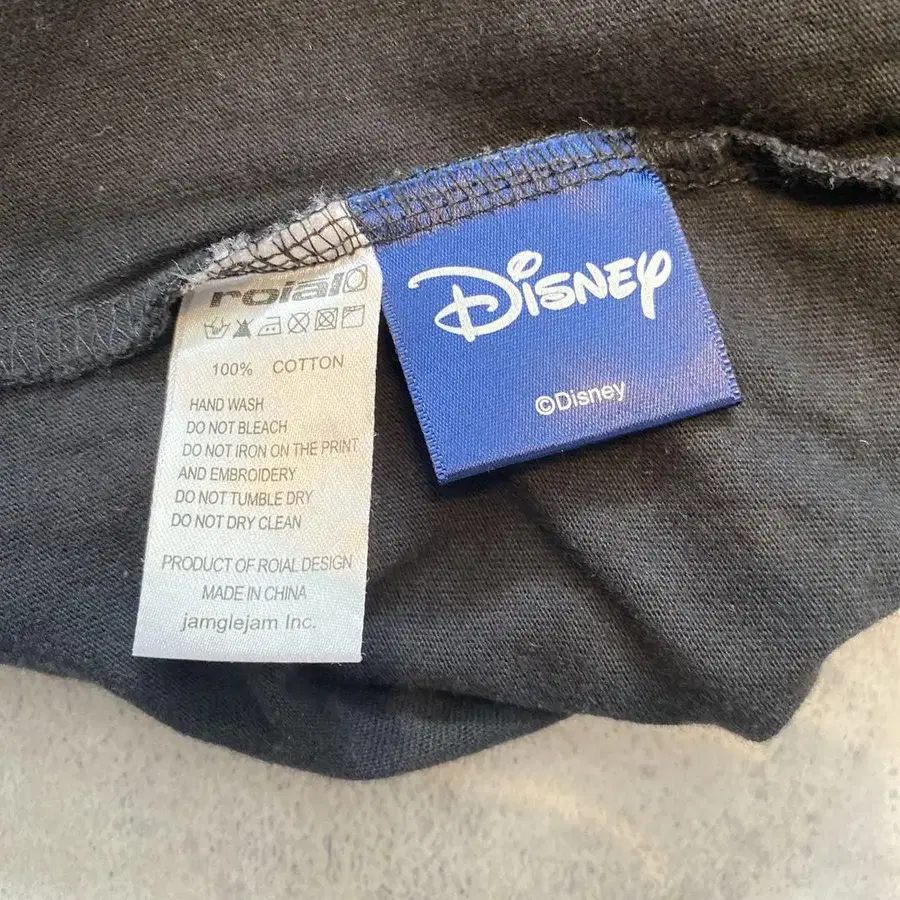 roial
100% COTTON
HAND WASH
DO NOT BLEACH
DO NOT IRON ON THE PRINT
AND EMBROIDERY
DO NOT TUMBLE DRY
DO NOT DRY CLEAN
PRODUCT OF ROIAL DESIGN
MADE IN CHINA
jamglejam Inc.
Disney
©Disney